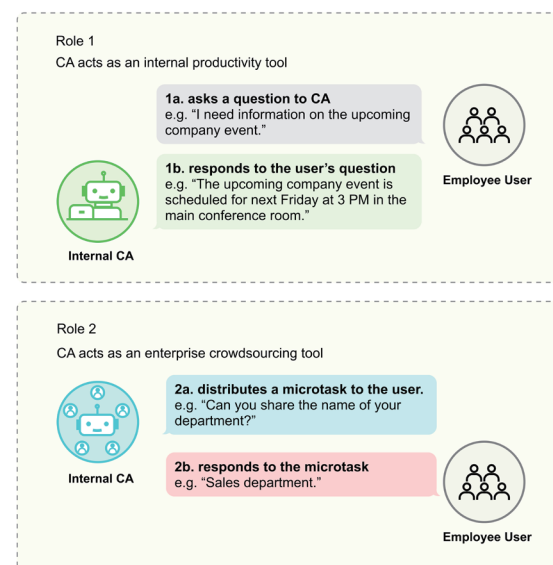 Role 1
CA acts as an internal productivity tool
1a. asks a question to CA
e.g. “I need information on the upcoming
company event.”
Employee User
1b. responds to the user’s question
e.g. “The upcoming company event is
scheduled for next Friday at 3 PM in the
main conference room.”
Internal CA
Role 2
CA acts as an enterprise crowdsourcing tool
2a. distributes a microtask to the user.
e.g. “Can you share the name of your
department?”
Internal CA
2b. responds to the microtask
e.g. “Sales department.”
Employee User